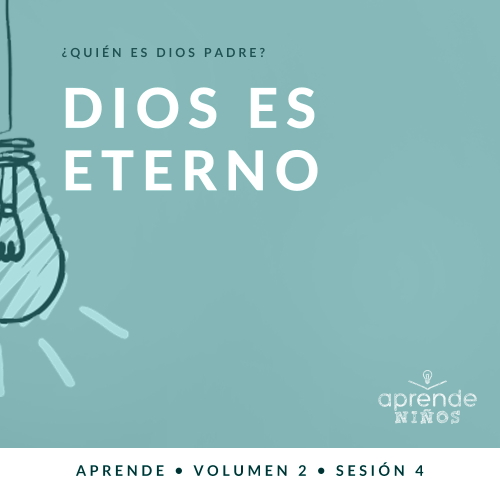 ¿QUIÉN ES DIOS PADRE?
DIOS ES
ETERNO
aprende
NIÑOS
APRENDE • VOLUMEN 2 • SESIÓN 4